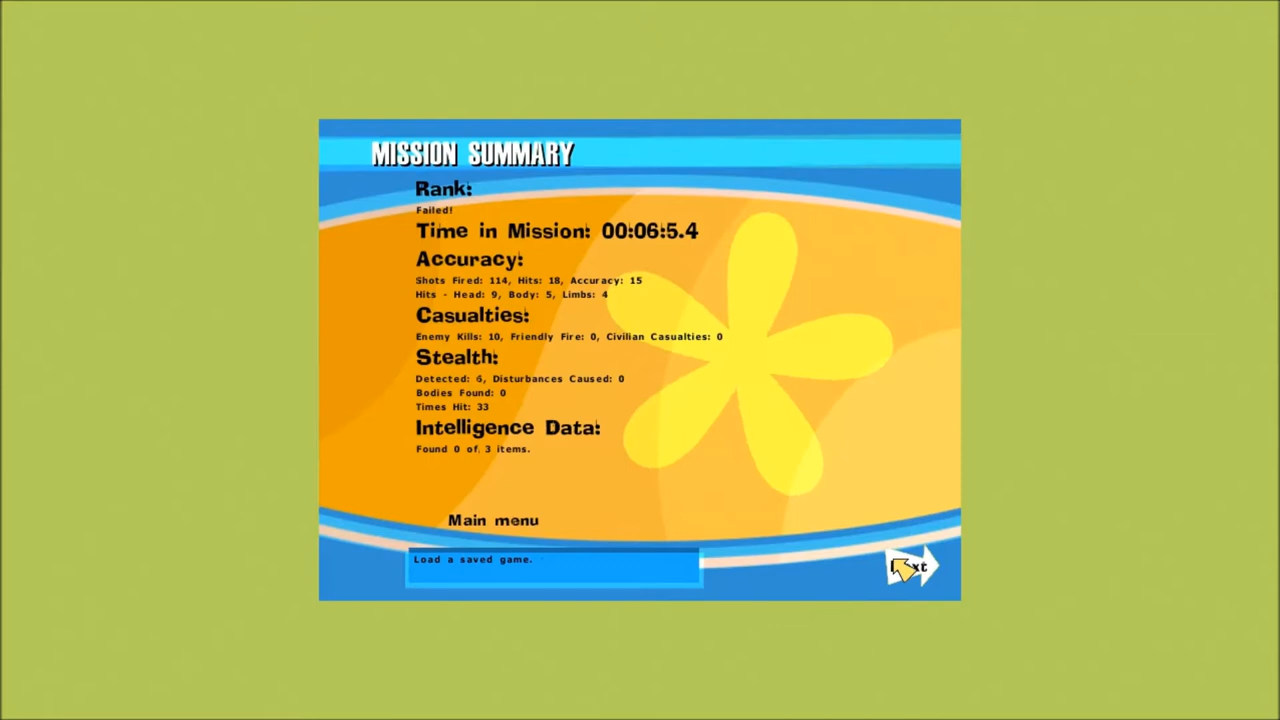 MISSION SUMMARY
Rank:
Failed!
Time in Mission: 00:06:5.4
Accuracy:
Shots Fired: 114, Hits: 18, Accuracy: 15
Hits - Head: 9, Body: 5, Limbs: 4
Casualties:
Enemy Kills: 10, Friendly Fire: 0, Civilian Casualties: 0
Stealth:
Detected: 6, Disturbances Caused: 0
Bodies Found: 0
Times Hit: 33
Intelligence Data:
Found 0 of 3 items.
Main menu
Load a saved game.